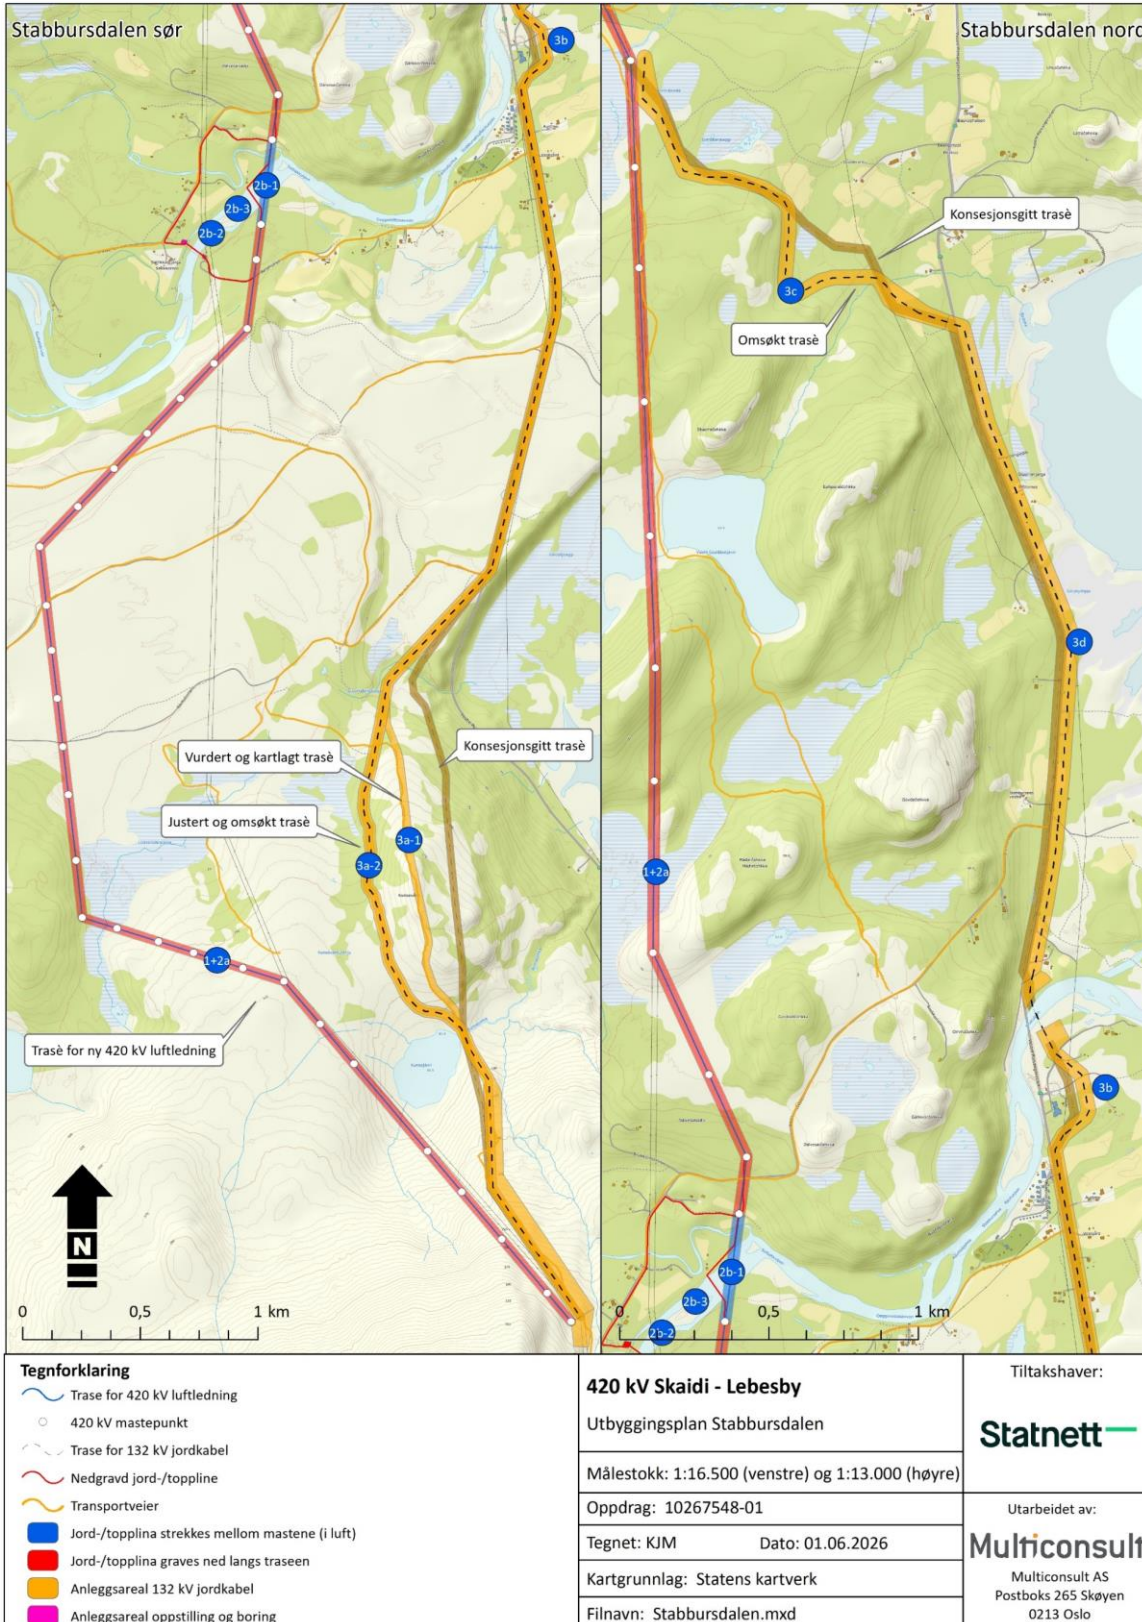 Stabbursdalen sør
3b
2b-1
2b-3
2b-2
Vurdert og kartlagt trasè
Konsesjonsgitt trasè
Justert og omsøkt trasè
3a-1
3a-2
1+2a
Trasè for ny 420 kV luftledning
N
0 0,5 1 km
Stabbursdalen nord
Konsesjonsgitt trasè
3c
Omsøkt trasè
3d
1+2a
3b
2b-1
2b-3
2b-2
0 0,5 1 km
Tegnforklaring
Trase for 420 kV luftledning
420 kV mastepunkt
Trase for 132 kV jordkabel
Nedgravd jord-/toppline
Transportveier
Jord-/topplina strekkes mellom mastene (i luft)
Jord-/topplina graves ned langs traseen
Anleggsareal 132 kV jordkabel
Anleggsareal oppstilling og boring
420 kV Skaidi - Lebesby
Utbyggingsplan Stabbursdalen
Målestokk: 1:16.500 (venstre) og 1:13.000 (høyre)
Oppdrag: 10267548-01
Tegnet: KJM Dato: 01.06.2026
Kartgrunnlag: Statens kartverk
Filnavn: Stabbursdalen.mxd
Tiltakshaver:
Statnett
Utarbeidet av:
Multiconsult
Multiconsult AS
Postboks 265 Skøyen
0213 Oslo